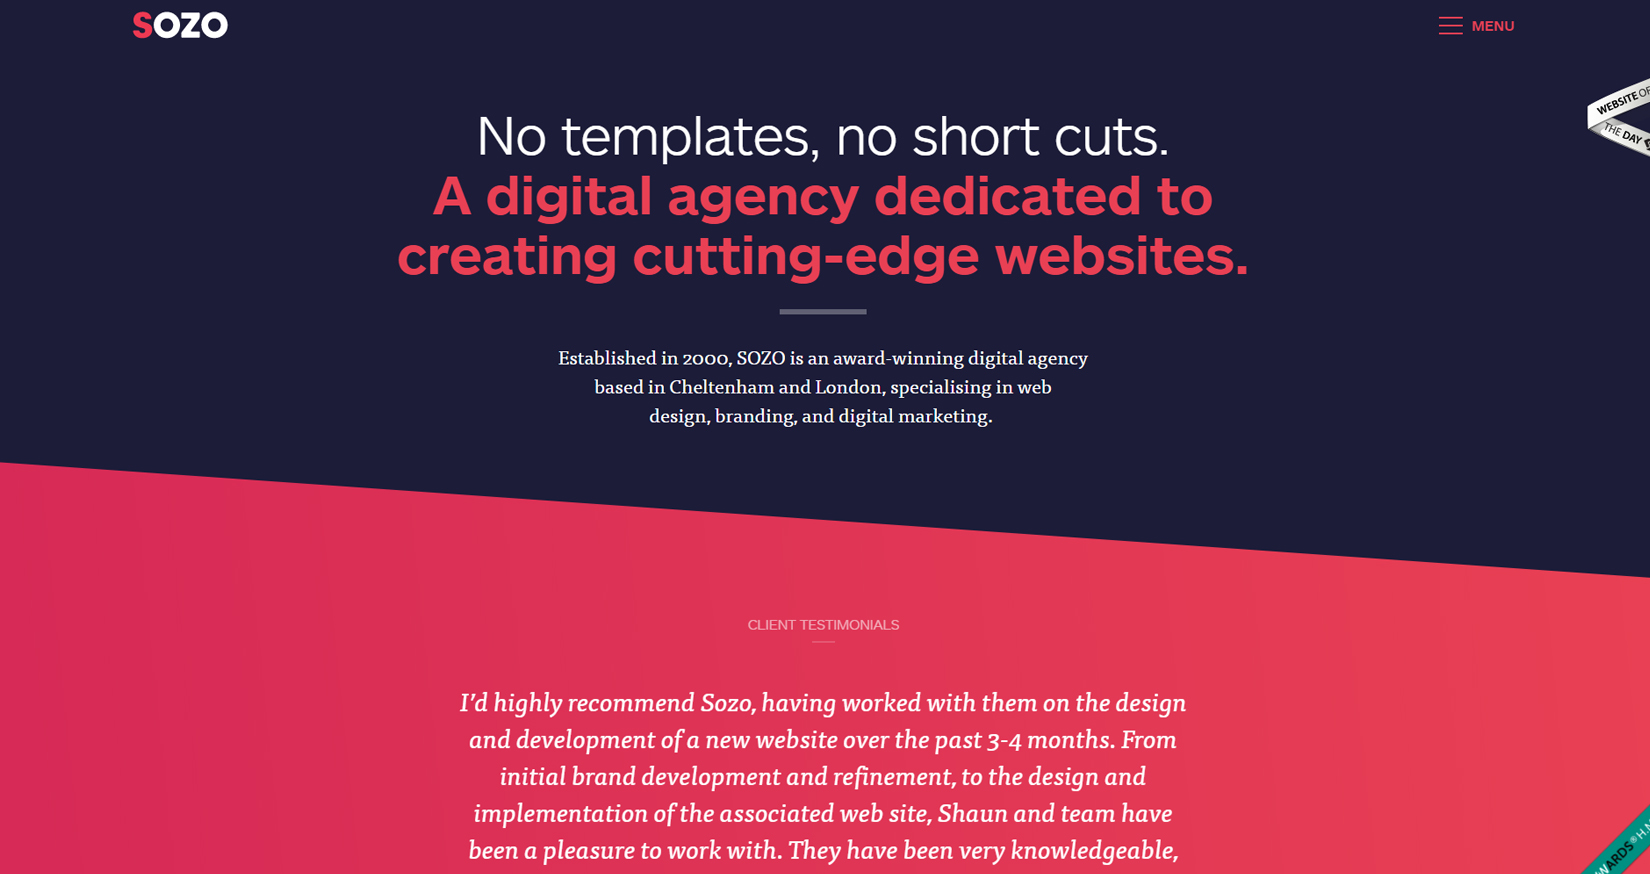 SOZO
MENU
WEBSITE OF
THE DAY
No templates, no short cuts.
A digital agency dedicated to
creating cutting-edge websites.
Established in 2000, SOZO is an award-winning digital agency
based in Cheltenham and London, specialising in web
design, branding, and digital marketing.
CLIENT TESTIMONIALS
I’d highly recommend Sozo, having worked with them on the design
and development of a new website over the past 3-4 months. From
initial brand development and refinement, to the design and
implementation of the associated web site, Shaun and team have
been a pleasure to work with. They have been very knowledgeable,
WARDS® H.M